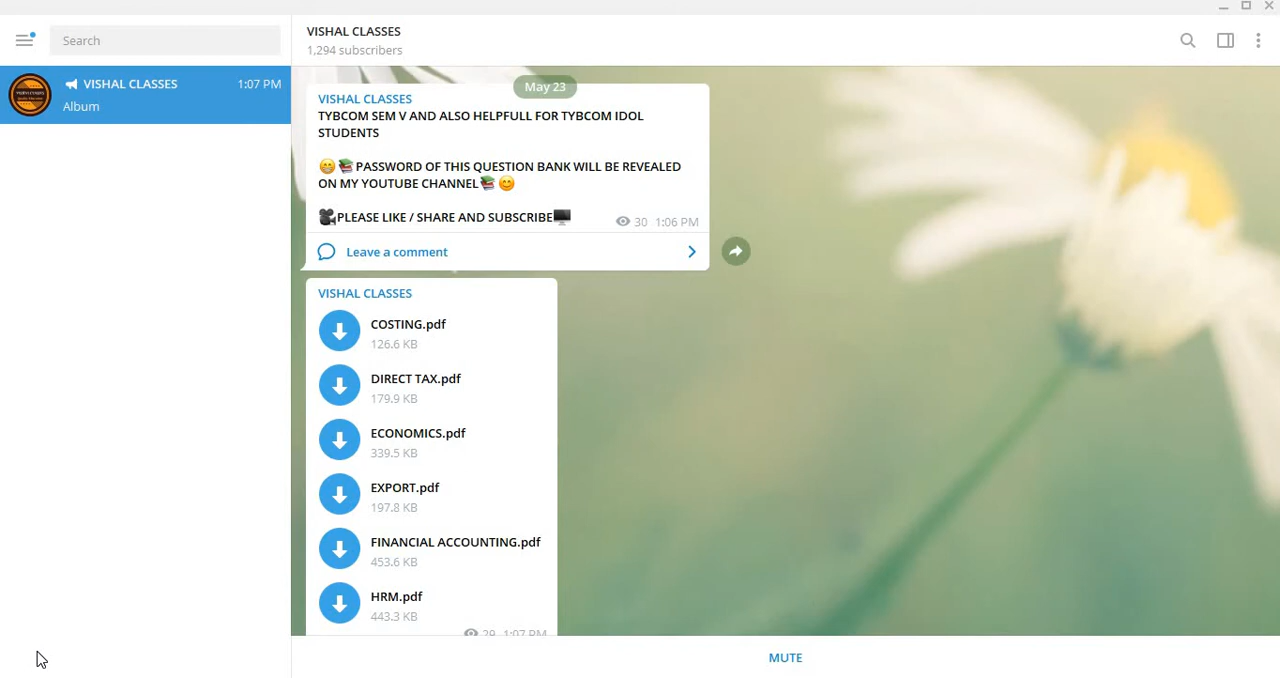 Search
VISHAL CLASSES
1:07 PM
Album
VISHAL CLASSES
1,294 subscribers
May 23
VISHAL CLASSES
TYBCOM SEM V AND ALSO HELPFULL FOR TYBCOM IDOL
STUDENTS
😁📚PASSWORD OF THIS QUESTION BANK WILL BE REVEALED
ON MY YOUTUBE CHANNEL📚😊
🎥PLEASE LIKE / SHARE AND SUBSCRIBE🖥️
30 1:06 PM
Leave a comment
VISHAL CLASSES
COSTING.pdf
126.6 KB
DIRECT TAX.pdf
179.9 KB
ECONOMICS.pdf
339.5 KB
EXPORT.pdf
197.8 KB
FINANCIAL ACCOUNTING.pdf
453.6 KB
HRM.pdf
443.3 KB
29 1:07 PM
MUTE